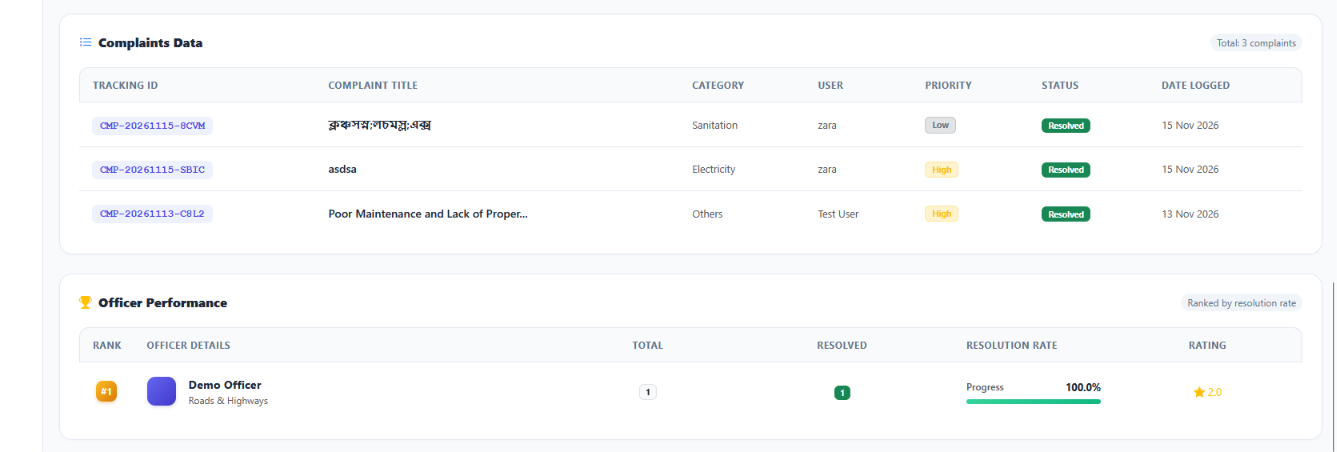 Complaints Data
Total: 3 complaints
TRACKING ID COMPLAINT TITLE CATEGORY USER PRIORITY STATUS DATE LOGGED
CMP-20261115-8CVM Sanitation zara Low Resolved 15 Nov 2026
CMP-20261115-SBIC asdsa Electricity zara High Resolved 15 Nov 2026
CMP-20261113-C8L2 Poor Maintenance and Lack of Proper... Others Test User High Resolved 13 Nov 2026
Officer Performance
Ranked by resolution rate
RANK OFFICER DETAILS TOTAL RESOLVED RESOLUTION RATE RATING
#1 Demo Officer 1 1 Progress 100.0% 2.0
Roads & Highways